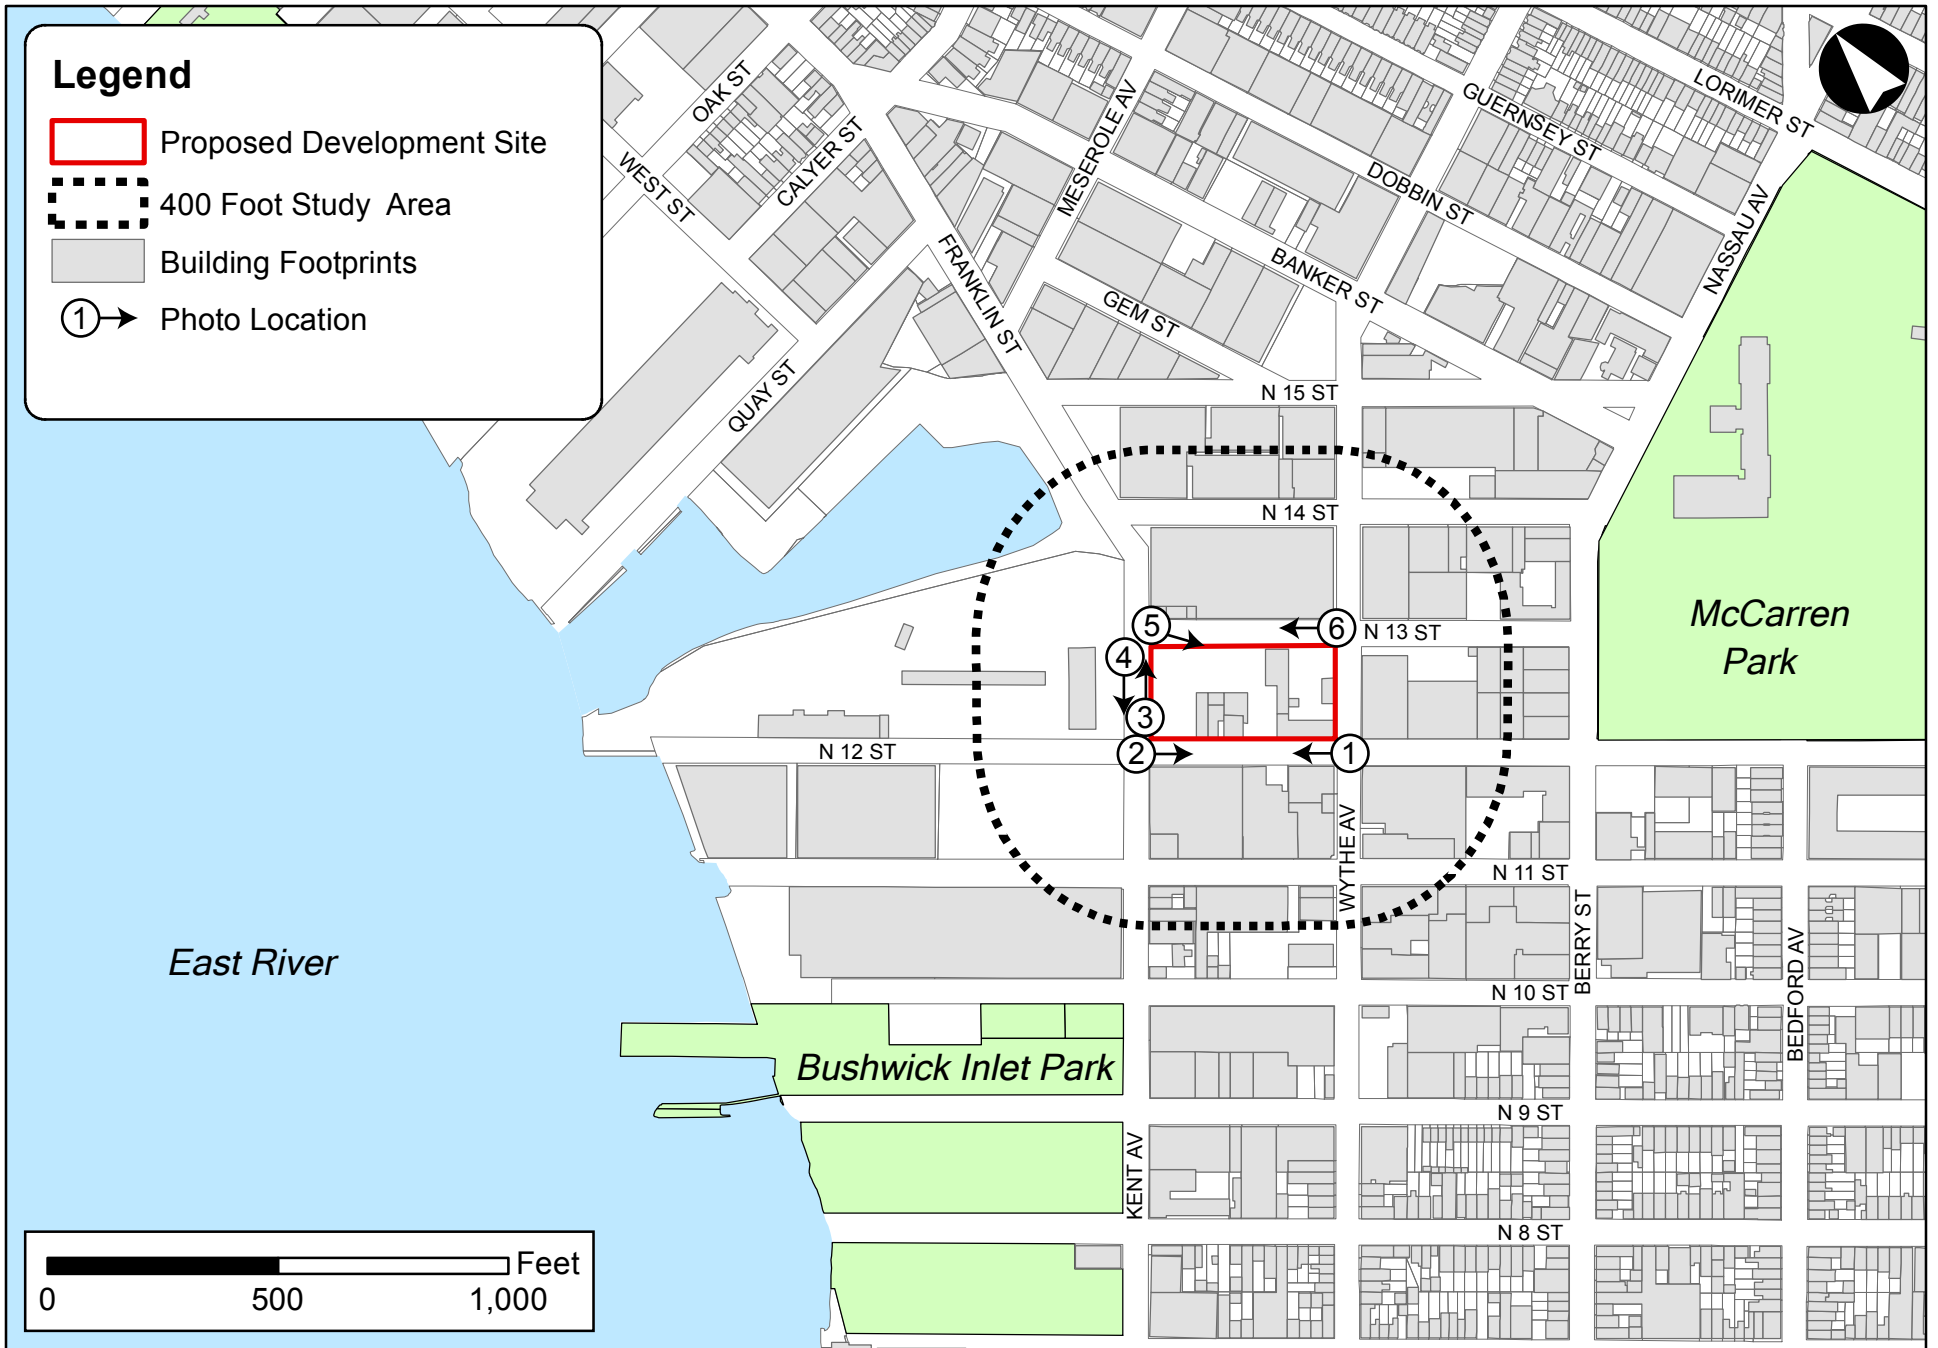 Legend
Proposed Development Site
400 Foot Study Area
Building Footprints
1
Photo Location
OAK ST
WEST ST
CALYER ST
QUAY ST
FRANKLIN ST
MESEROLE AV
GEM ST
BANKER ST
DOBBIN ST
GUERNSEY ST
LORIMER ST
NASSAU AV
N 15 ST
N 14 ST
N 13 ST
McCarren
Park
5
6
4
3
2
1
N 12 ST
WYTHE AV
N 11 ST
BERRY ST
BEDFORD AV
East River
N 10 ST
Bushwick Inlet Park
N 9 ST
KENT AV
N 8 ST
Feet
0 500 1,000